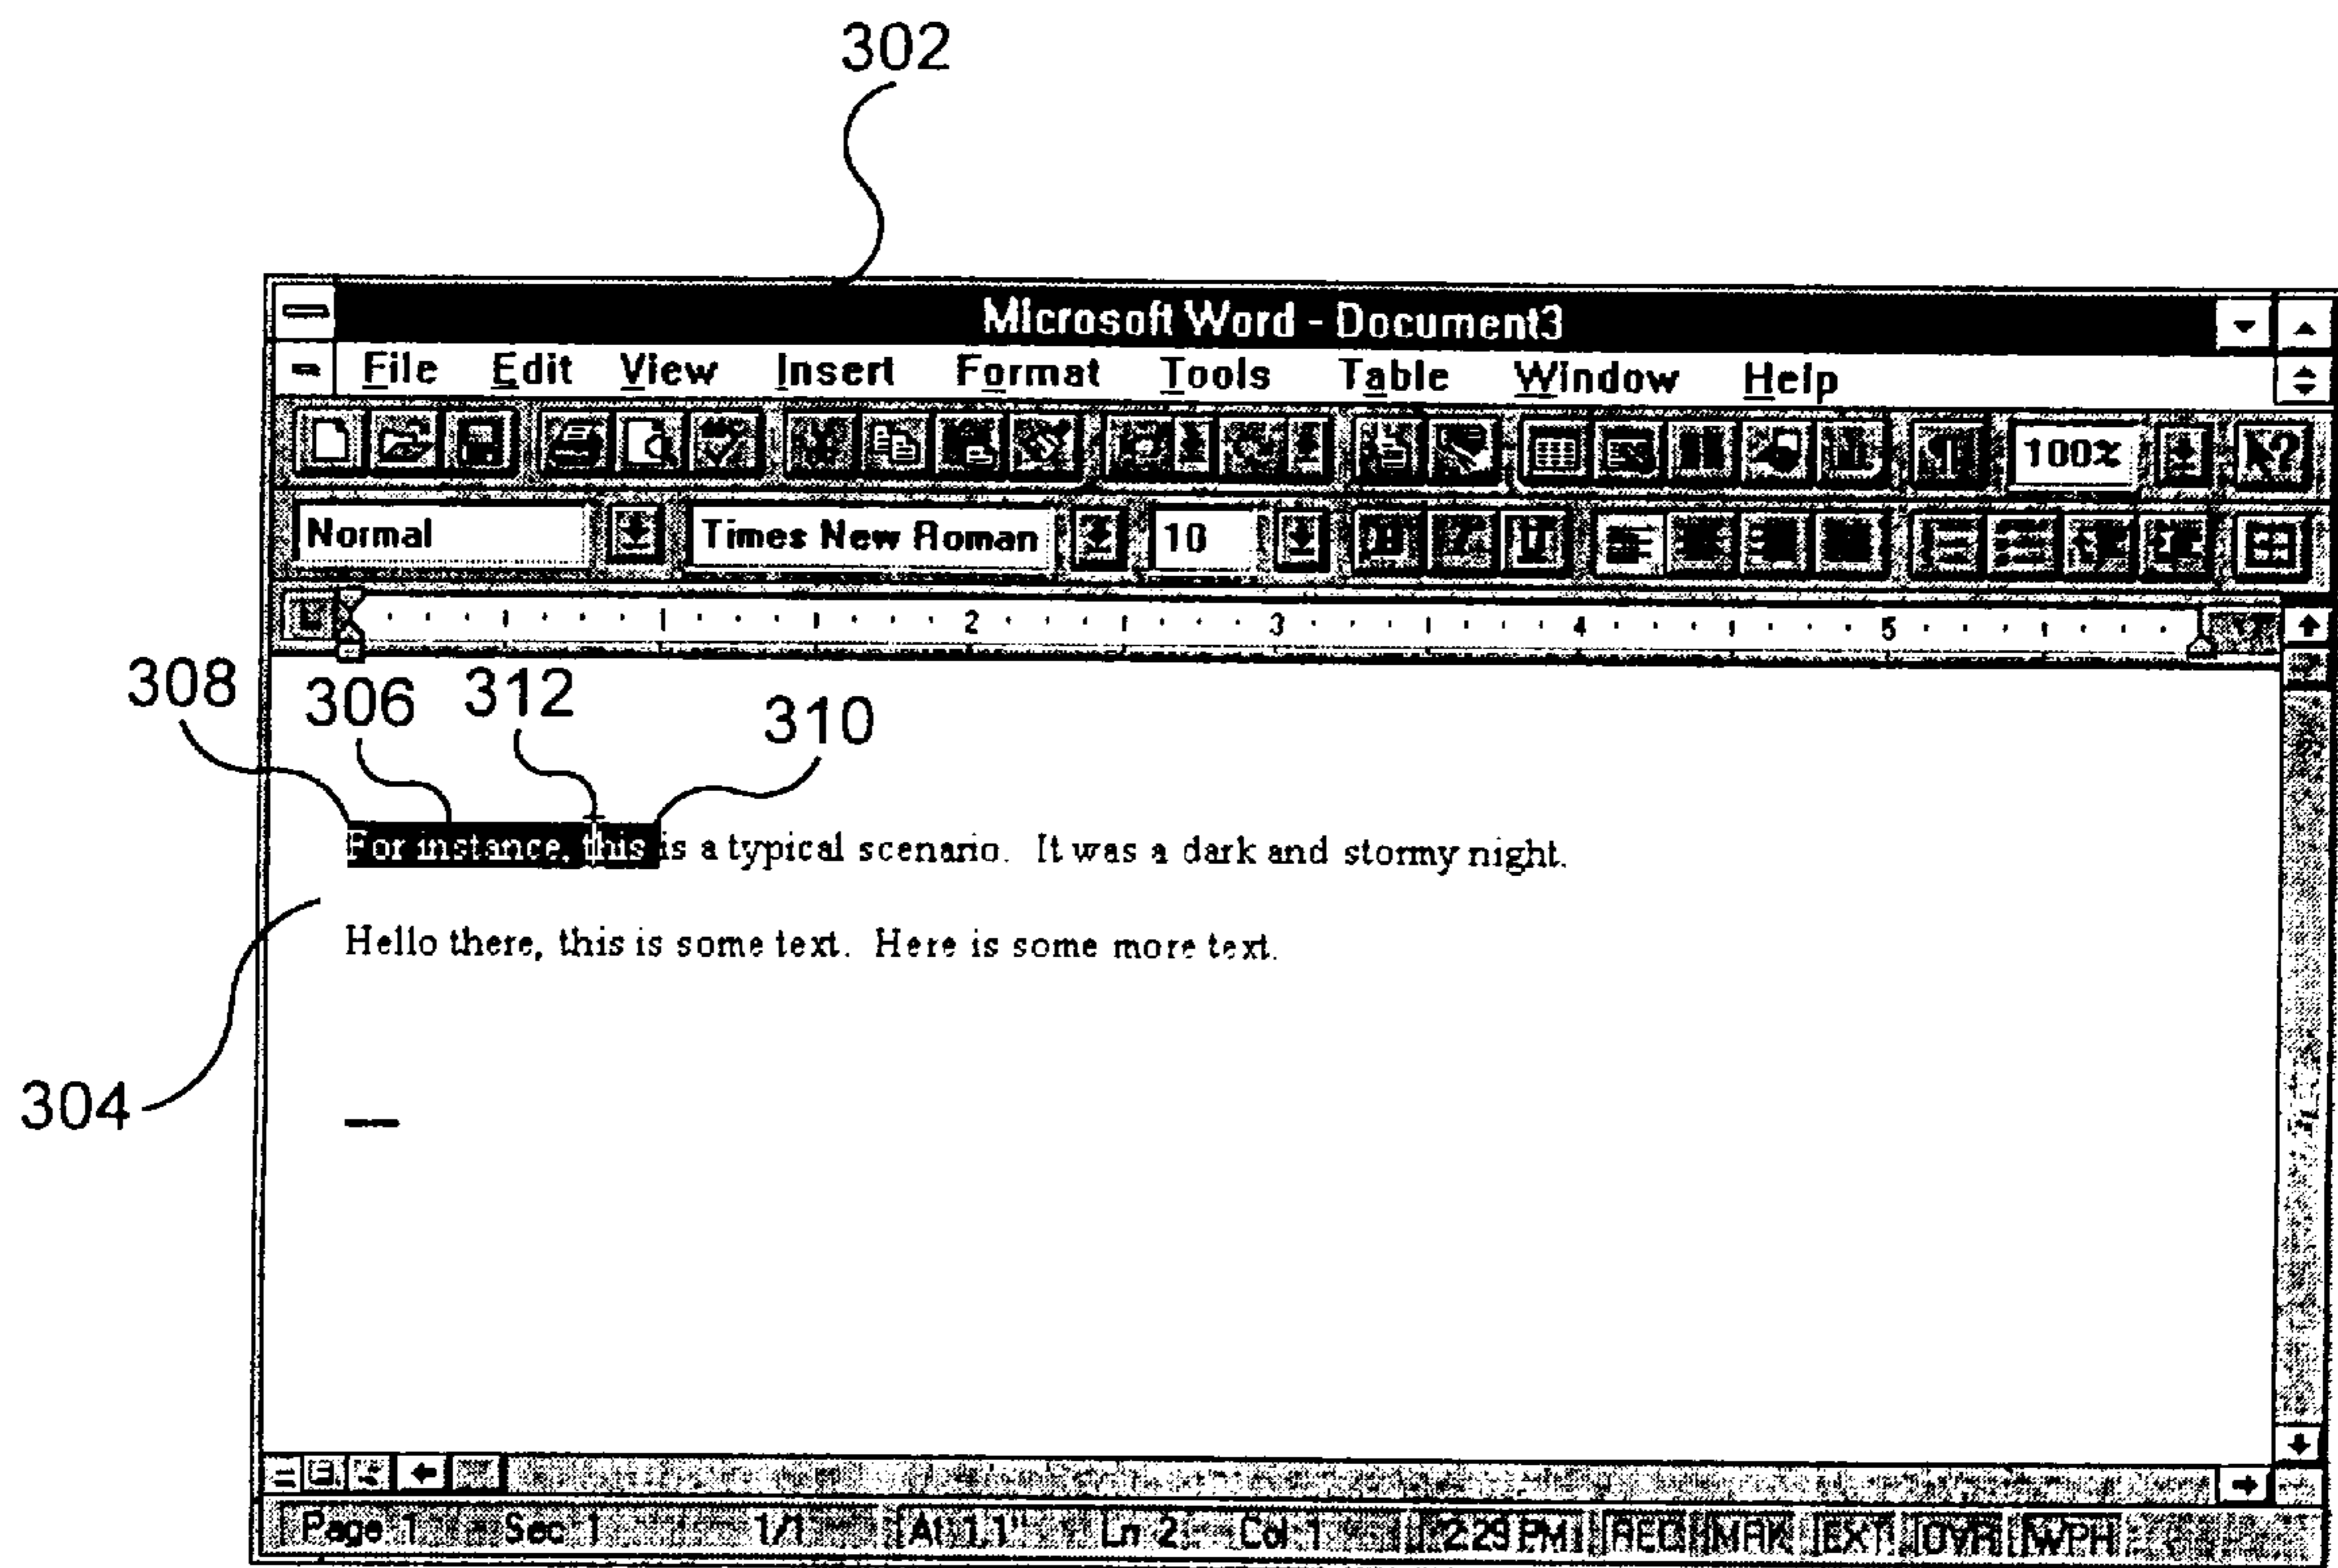 302
Microsoft Word - Document3
File Edit View Insert Format Tools Table Window Help
100%
Normal Times New Roman 10
2 3 4 5
308 306 312 310
For instance, this is a typical scenario. It was a dark and stormy night.
Hello there, this is some text. Here is some more text.
304
Page 1 Sec 1 1/1 At 1.1" Ln 2 Col 1 2:29 PM REC MRK EXT OVR WPH